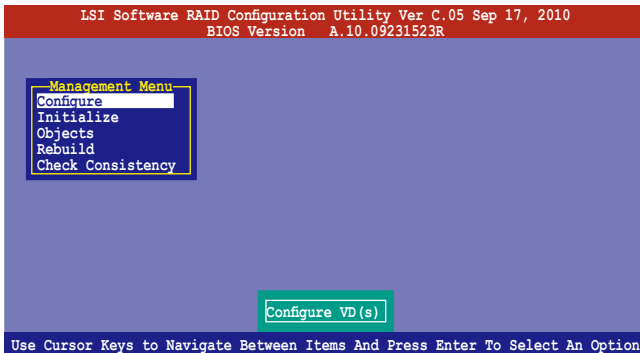 LSI Software RAID Configuration Utility Ver C.05 Sep 17, 2010
BIOS Version A.10.09231523R
Management Menu
Configure
Initialize
Objects
Rebuild
Check Consistency
Configure VD(s)
Use Cursor Keys to Navigate Between Items And Press Enter To Select An Option